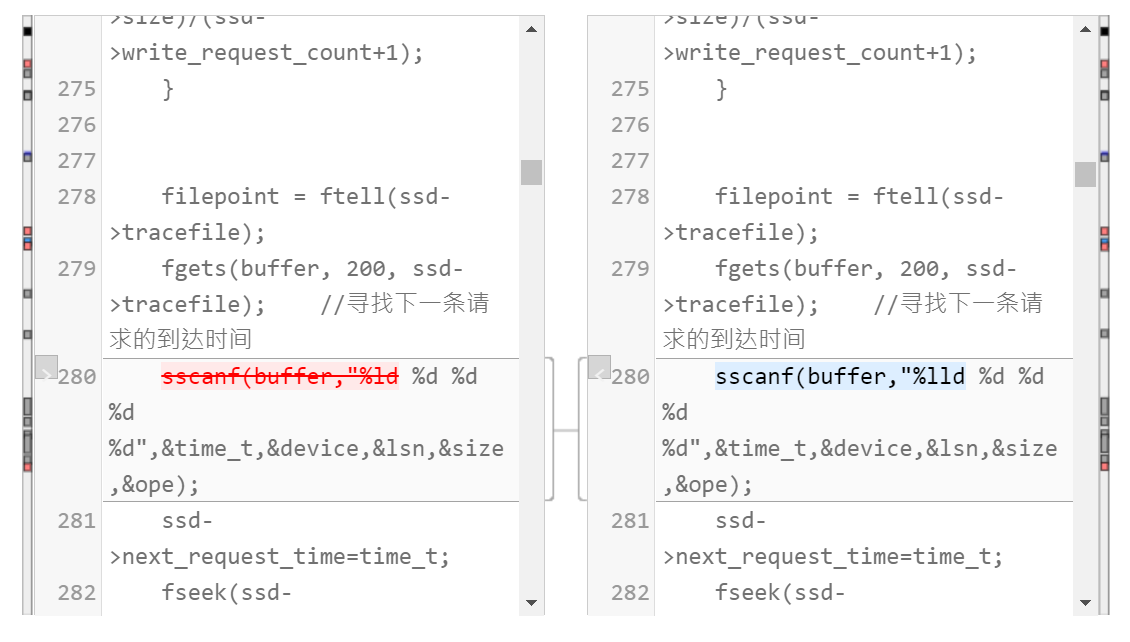 >size)/(ssd-
>write_request_count+1);
275 }
276
277
278 filepoint = ftell(ssd-
>tracefile);
279 fgets(buffer, 200, ssd-
>tracefile); //寻找下一条请
求的到达时间
280 sscanf(buffer,"%ld %d %d
%d
%d",&time_t,&device,&lsn,&size
,&ope);
281 ssd-
>next_request_time=time_t;
282 fseek(ssd-
>size)/(ssd-
>write_request_count+1);
275 }
276
277
278 filepoint = ftell(ssd-
>tracefile);
279 fgets(buffer, 200, ssd-
>tracefile); //寻找下一条请
求的到达时间
280 sscanf(buffer,"%lld %d %d
%d
%d",&time_t,&device,&lsn,&size
,&ope);
281 ssd-
>next_request_time=time_t;
282 fseek(ssd-